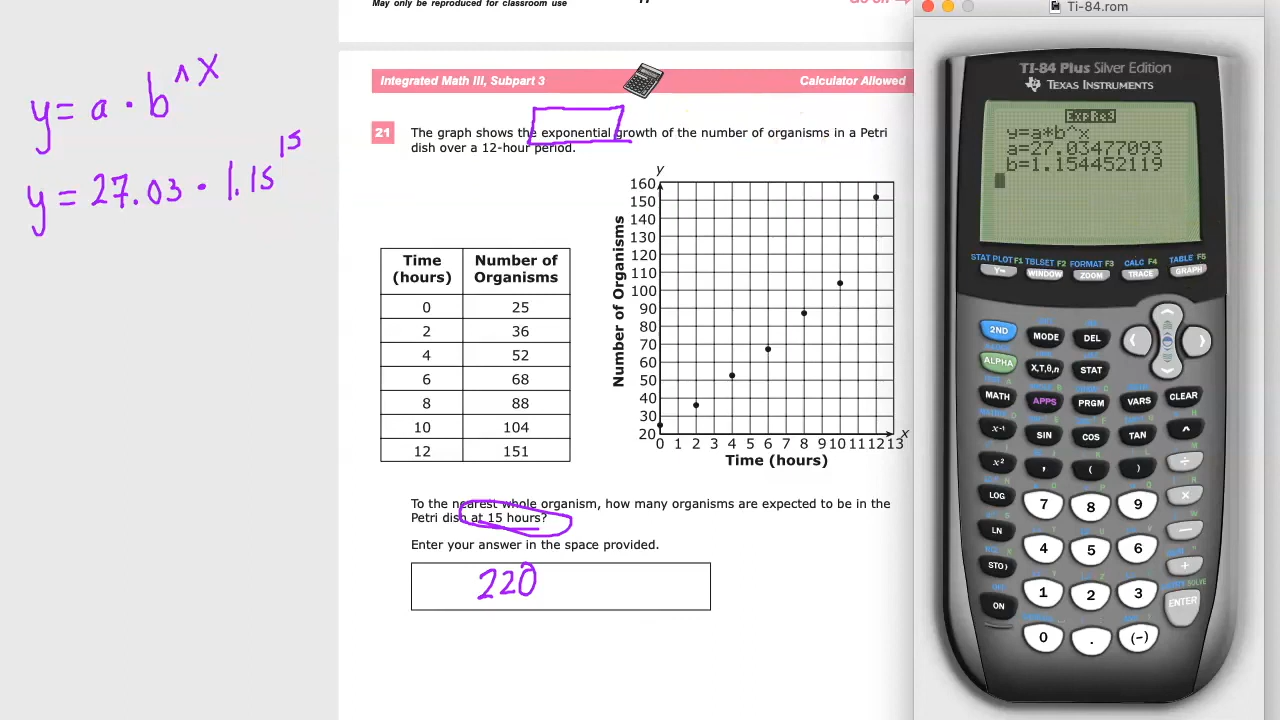 May only be reproduced for classroom use
Ti-84.rom
y = a · b^x
y = 27.03 · 1.15^15
Integrated Math III, Subpart 3
Calculator Allowed
21
The graph shows the exponential growth of the number of organisms in a Petri
dish over a 12-hour period.
Time (hours) Number of Organisms
0 25
2 36
4 52
6 68
8 88
10 104
12 151
y
Number of Organisms
160
150
140
130
120
110
100
90
80
70
60
50
40
30
20
0 1 2 3 4 5 6 7 8 9 10 11 12 13 x
Time (hours)
To the nearest whole organism, how many organisms are expected to be in the
Petri dish at 15 hours?
Enter your answer in the space provided.
220
TI-84 Plus Silver Edition
TEXAS INSTRUMENTS
ExpReg
y=a*b^x
a=27.03477093
b=1.154452119
STAT PLOT F1 TBLSET F2 FORMAT F3 CALC F4 TABLE F5
Y= WINDOW ZOOM TRACE GRAPH
2ND MODE DEL
ALPHA X,T,θ,n STAT
MATH APPS PRGM VARS CLEAR
x⁻¹ SIN COS TAN ^
x² , ( ) ÷
LOG 7 8 9 ×
LN 4 5 6 −
STO› 1 2 3 +
ON 0 . (−) ENTER